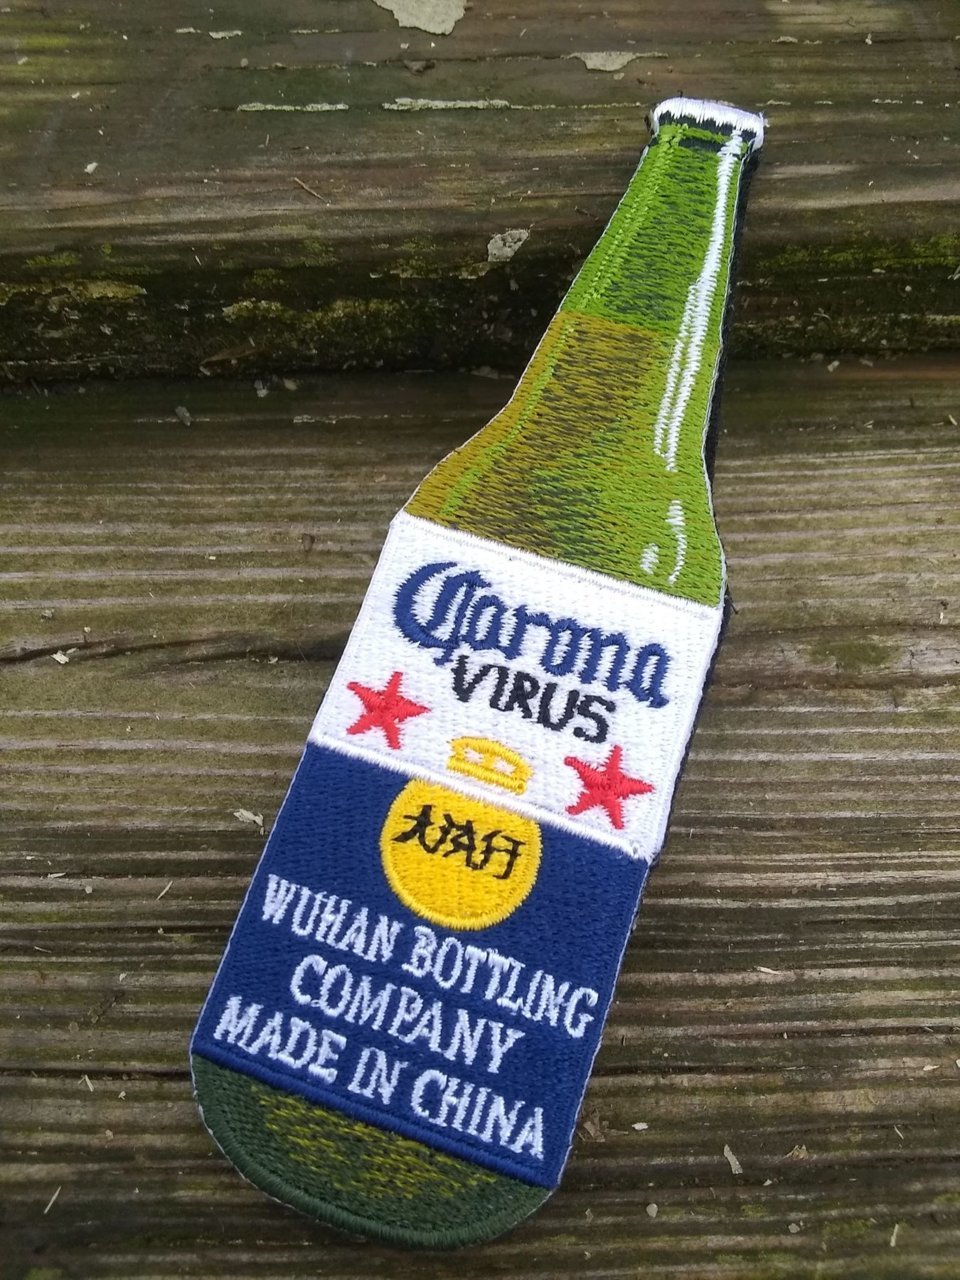 Corona
VIRUS
WUHAN BOTTLING
COMPANY
MADE IN CHINA